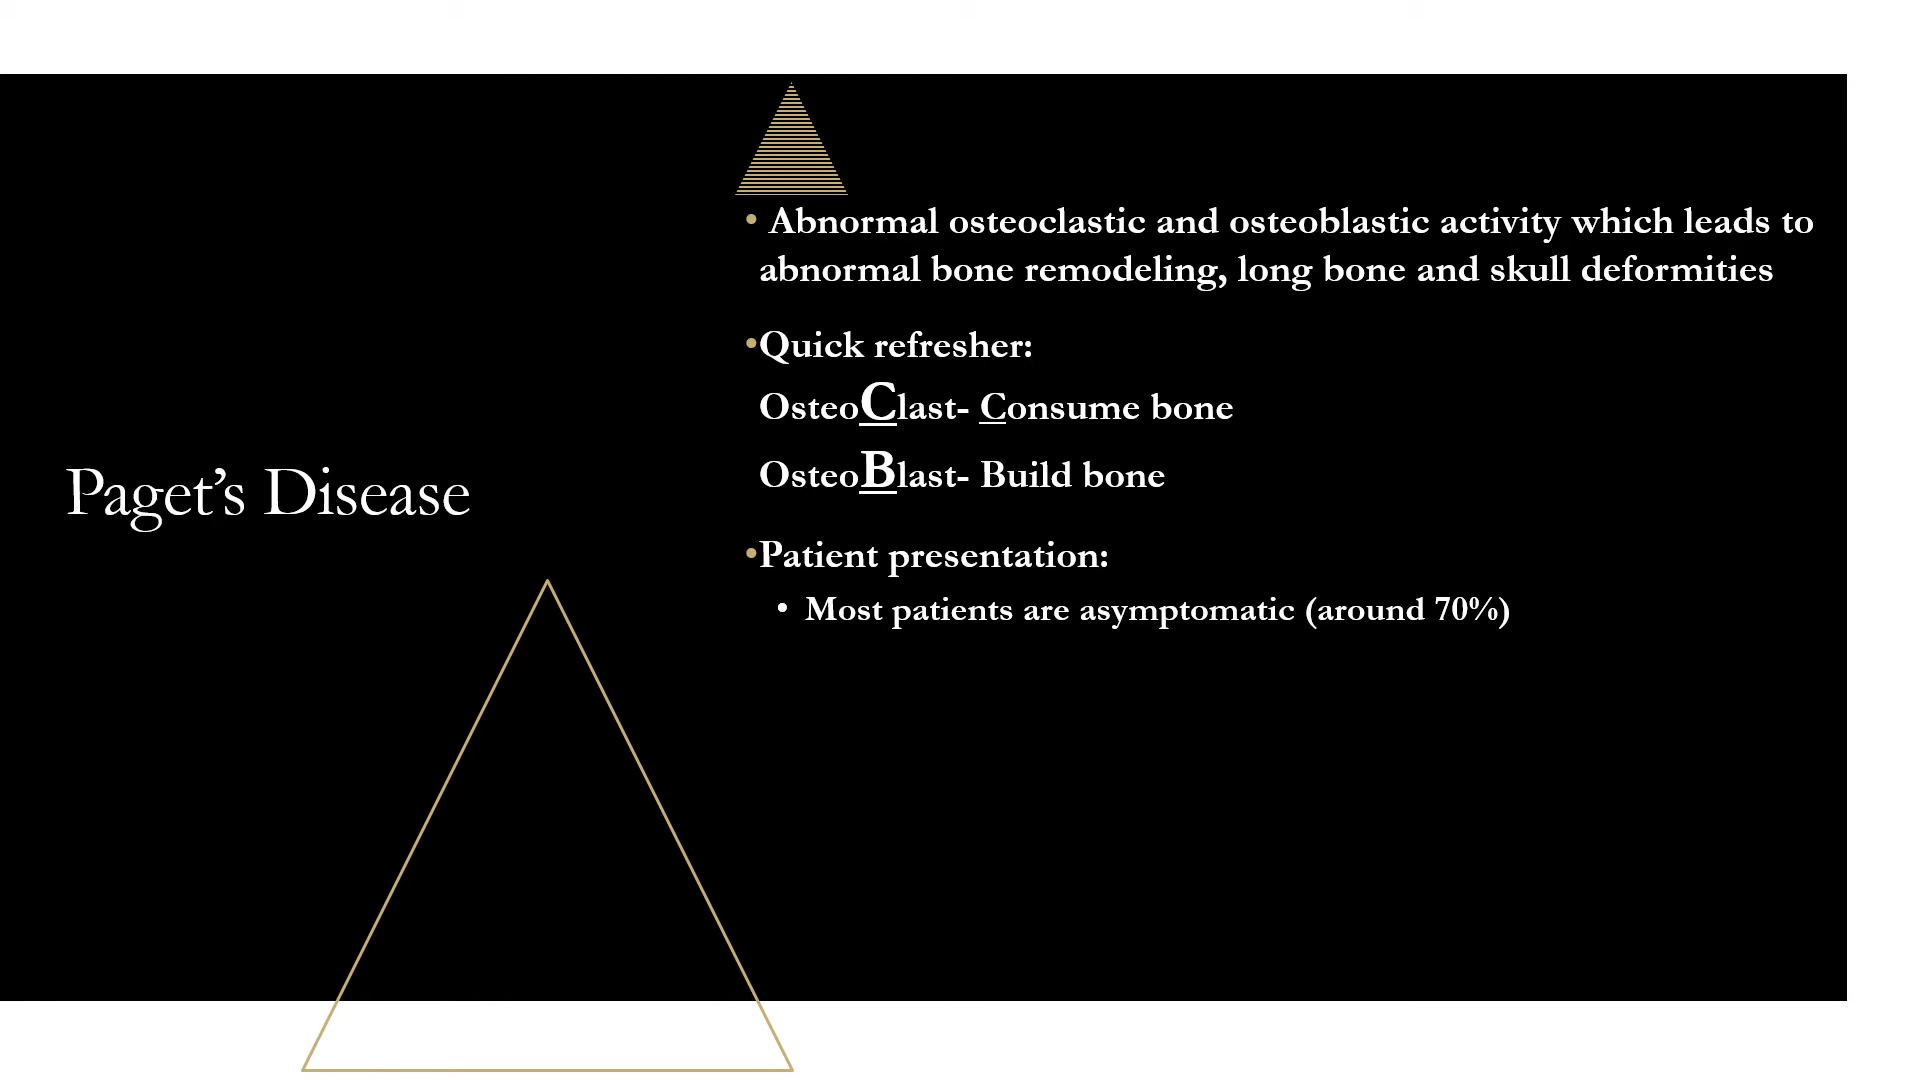 Paget’s Disease
• Abnormal osteoclastic and osteoblastic activity which leads to
abnormal bone remodeling, long bone and skull deformities
•Quick refresher:
OsteoClast- Consume bone
OsteoBlast- Build bone
•Patient presentation:
• Most patients are asymptomatic (around 70%)